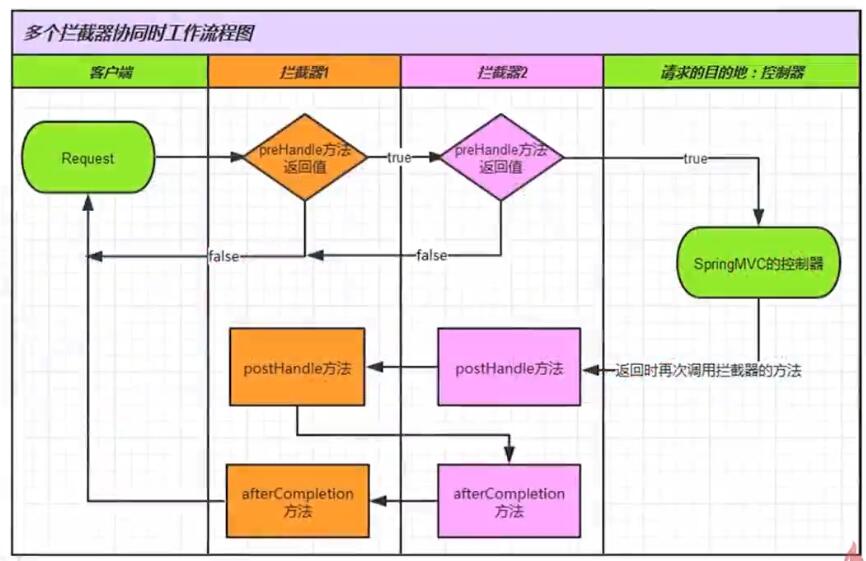 多个拦截器协同时工作流程图
客户端
拦截器1
拦截器2
请求的目的地：控制器
Request
preHandle方法
返回值
true
preHandle方法
返回值
true
false
false
SpringMVC的控制器
postHandle方法
postHandle方法
返回时再次调用拦截器的方法
afterCompletion
方法
afterCompletion
方法